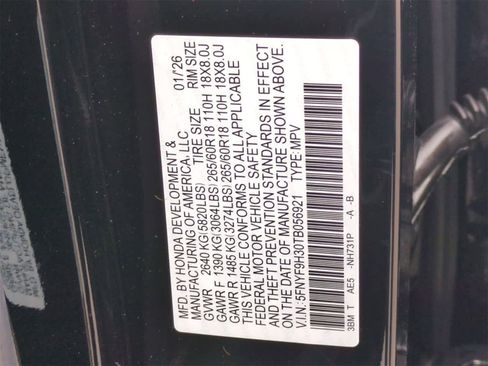 MFD. BY HONDA DEVELOPMENT & 01/26
MANUFACTURING OF AMERICA, LLC
TIRE SIZE RIM SIZE
GVWR 2640 KG(5820LBS)
GAWR F 1390 KG(3064LBS)265/60R18 110H 18X8.0J
GAWR R 1485 KG(3274LBS)265/60R18 110H 18X8.0J
THIS VEHICLE CONFORMS TO ALL APPLICABLE
FEDERAL MOTOR VEHICLE SAFETY
AND THEFT PREVENTION STANDARDS IN EFFECT
ON THE DATE OF MANUFACTURE SHOWN ABOVE.
V.I.N.: 5FNYF9H30TB056921 TYPE: MPV
3BM T AE5 -NH731P -A -B